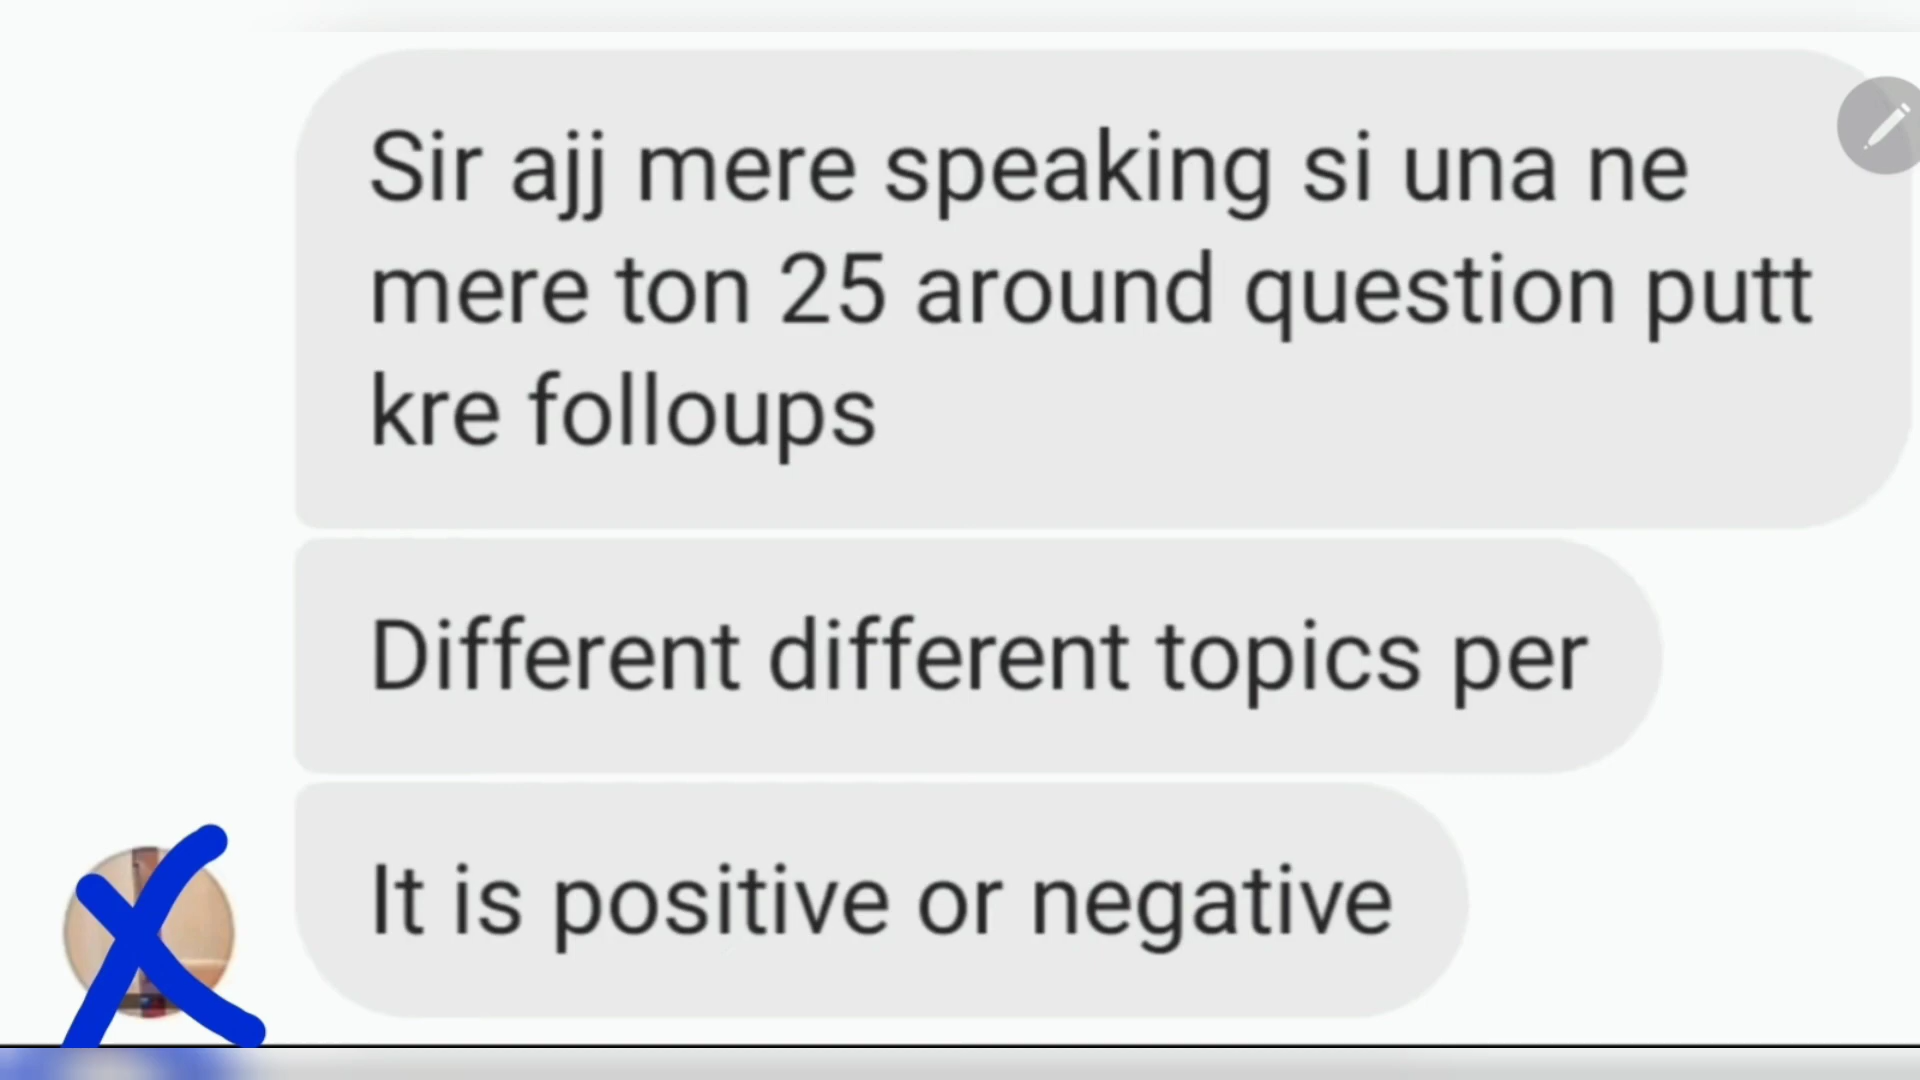 Sir ajj mere speaking si una ne
mere ton 25 around question putt
kre folloups
Different different topics per
It is positive or negative